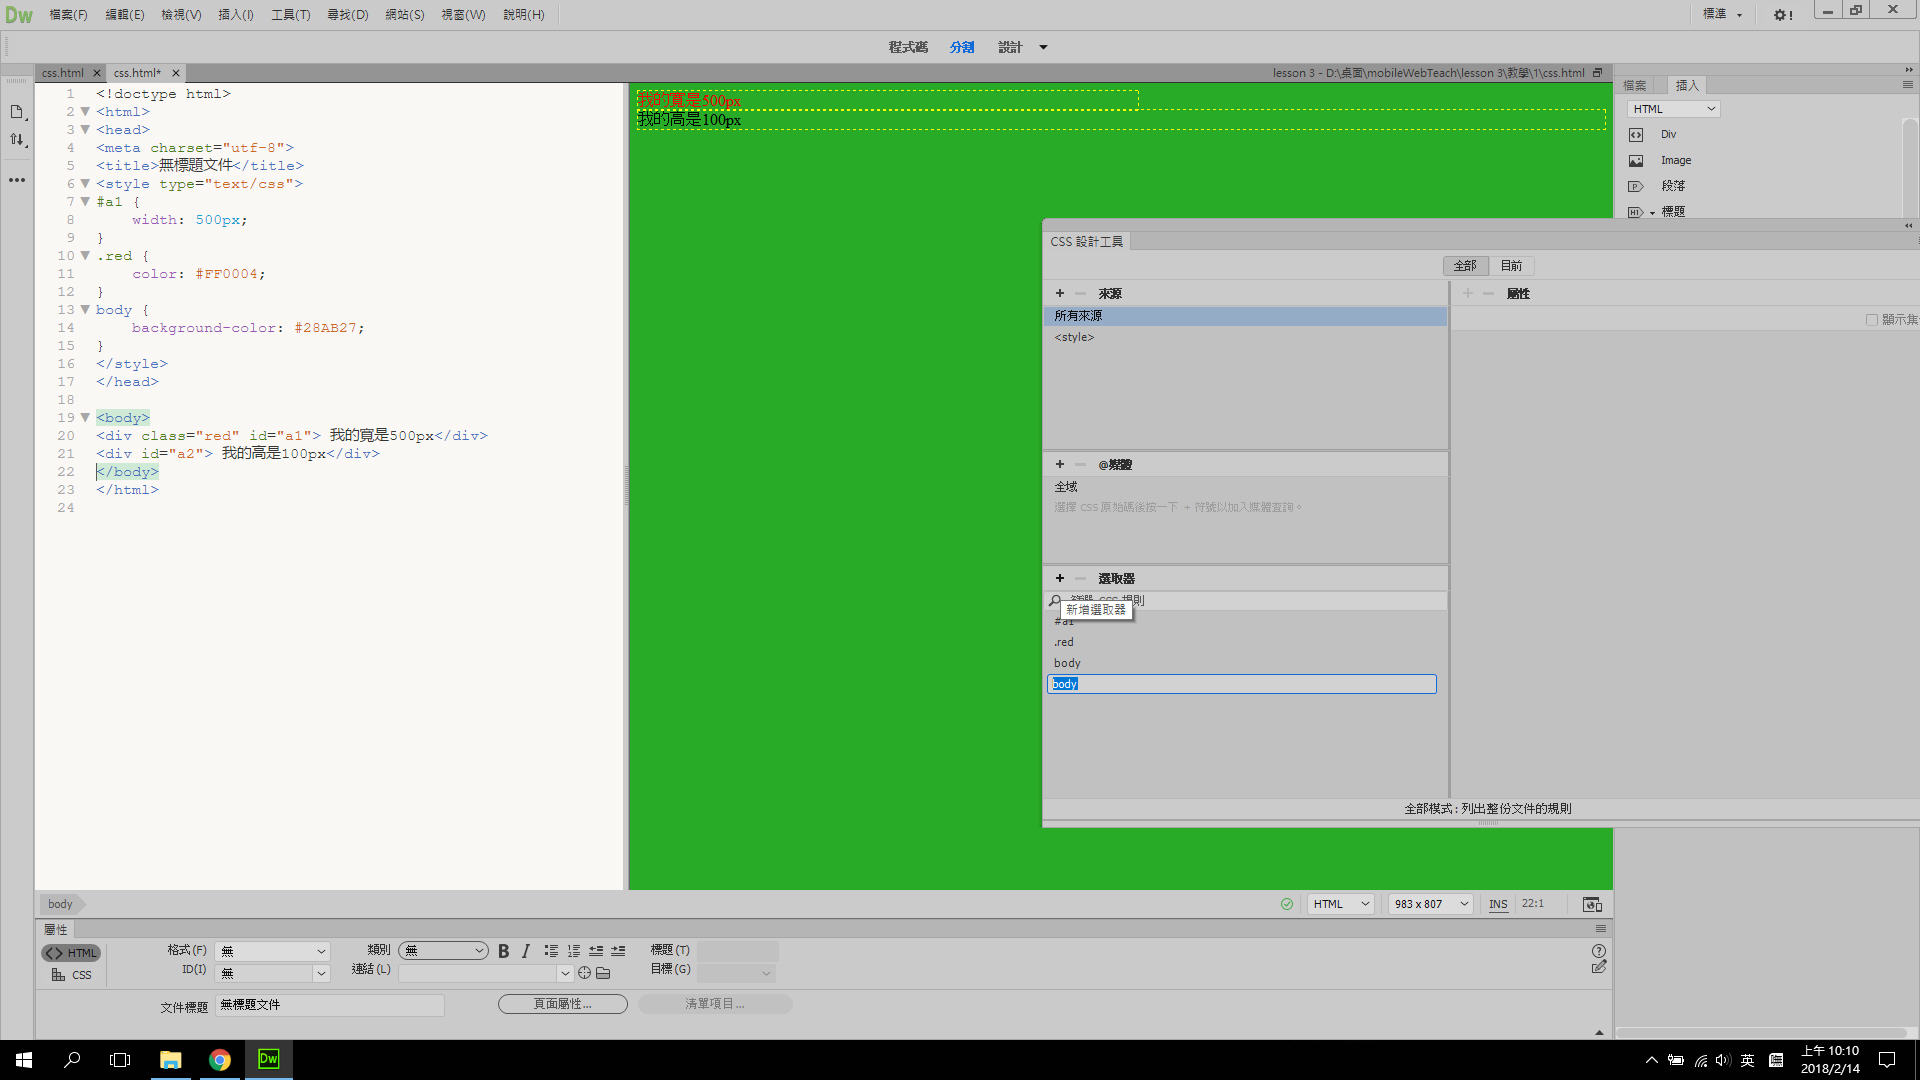 Dw 檔案(F) 編輯(E) 檢視(V) 插入(I) 工具(T) 尋找(D) 網站(S) 視窗(W) 說明(H) 標準 !
程式碼 分割 設計
css.html × css.html* × lesson 3 - D:\桌面\mobileWebTeach\lesson 3\教學\1\css.html
1 <!doctype html>
2 <html>
3 <head>
4 <meta charset="utf-8">
5 <title>無標題文件</title>
6 <style type="text/css">
7 #a1 {
8 width: 500px;
9 }
10 .red {
11 color: #FF0004;
12 }
13 body {
14 background-color: #28AB27;
15 }
16 </style>
17 </head>
18
19 <body>
20 <div class="red" id="a1"> 我的寬是500px</div>
21 <div id="a2"> 我的高是100px</div>
22 </body>
23 </html>
24
我的寬是500px
我的高是100px
檔案 插入
HTML
Div
Image
段落
標題
CSS 設計工具
全部 目前
+ − 來源
所有來源
<style>
+ − @媒體
全域
選擇 CSS 原始碼後按一下 + 符號以加入媒體查詢。
+ − 選取器
CSS 規則
新增選取器
#a1
.red
body
body
+ − 屬性
顯示集
全部模式 : 列出整份文件的規則
body HTML 983 x 807 INS 22:1
屬性
<> HTML
CSS
格式(F) 無
ID(I) 無
類別 無
連結(L)
B I
標題(T)
目標(G)
文件標題 無標題文件
頁面屬性... 清單項目...
Dw
英
上午 10:10
2018/2/14